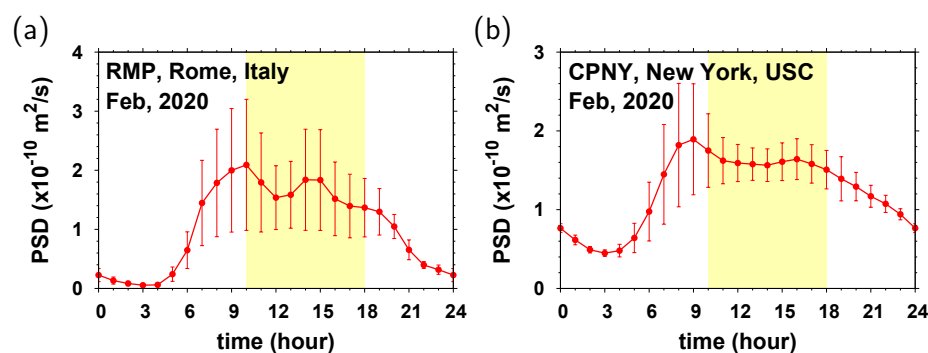 (a)
RMP, Rome, Italy
Feb, 2020
PSD (x10⁻¹⁰ m²/s)
4
3
2
1
0
0 3 6 9 12 15 18 21 24
time (hour)
(b)
CPNY, New York, USC
Feb, 2020
PSD (x10⁻¹⁰ m²/s)
3
2
1
0
0 3 6 9 12 15 18 21 24
time (hour)